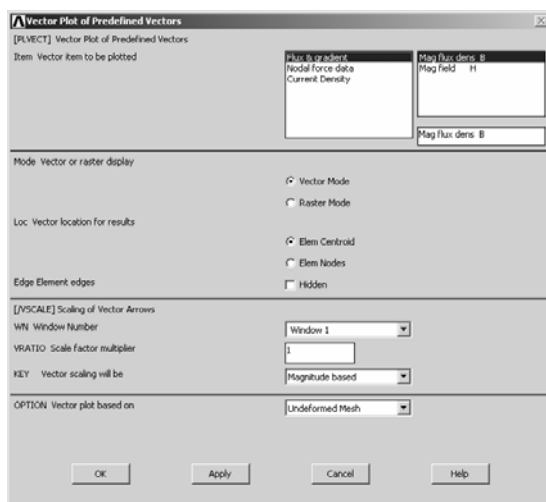 Vector Plot of Predefined Vectors
[PLVECT] Vector Plot of Predefined Vectors
Item Vector item to be plotted
Flux & gradient
Nodal force data
Current Density
Mag flux dens B
Mag field H
Mag flux dens B
Mode Vector or raster display
Vector Mode
Raster Mode
Loc Vector location for results
Elem Centroid
Elem Nodes
Edge Element edges
Hidden
[/VSCALE] Scaling of Vector Arrows
WN Window Number
Window 1
VRATIO Scale factor multiplier
1
KEY Vector scaling will be
Magnitude based
OPTION Vector plot based on
Undeformed Mesh
OK
Apply
Cancel
Help